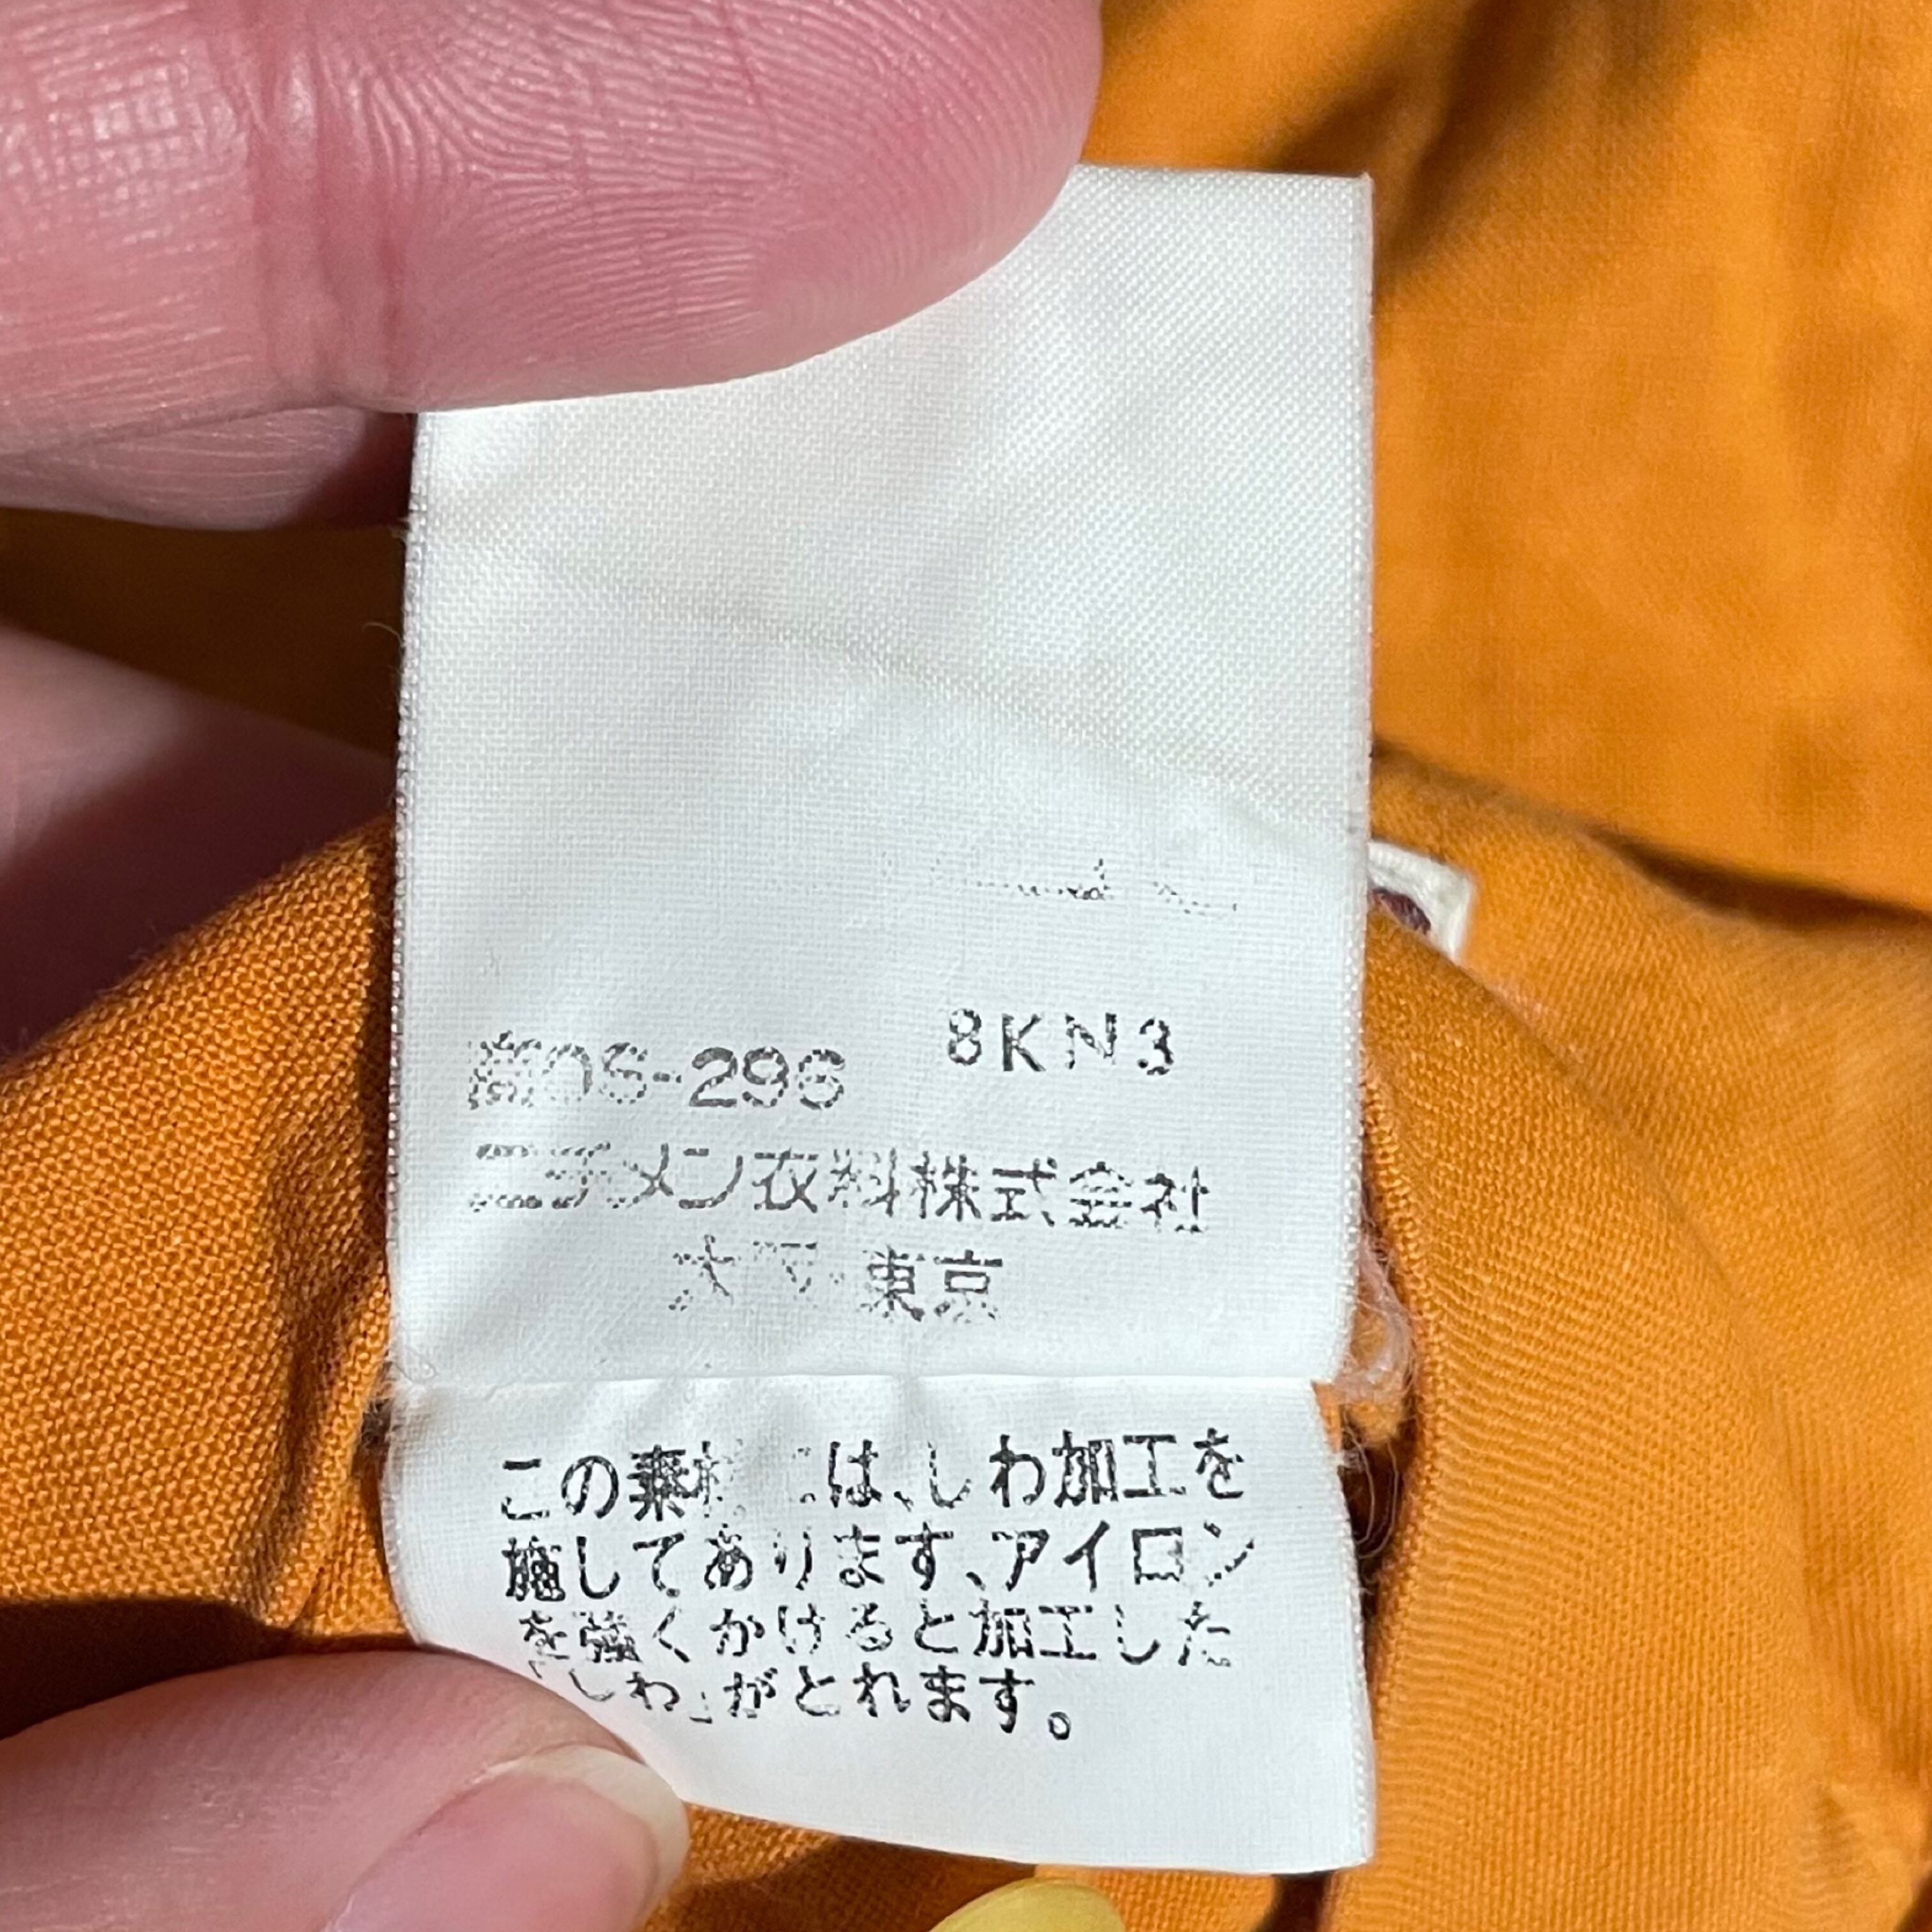 8KN3
OS-296
ニチメン衣料株式会社
大阪・東京
この素材には、しわ加工を
施してあります、アイロン
を強くかけると加工した
「しわ」がとれます。